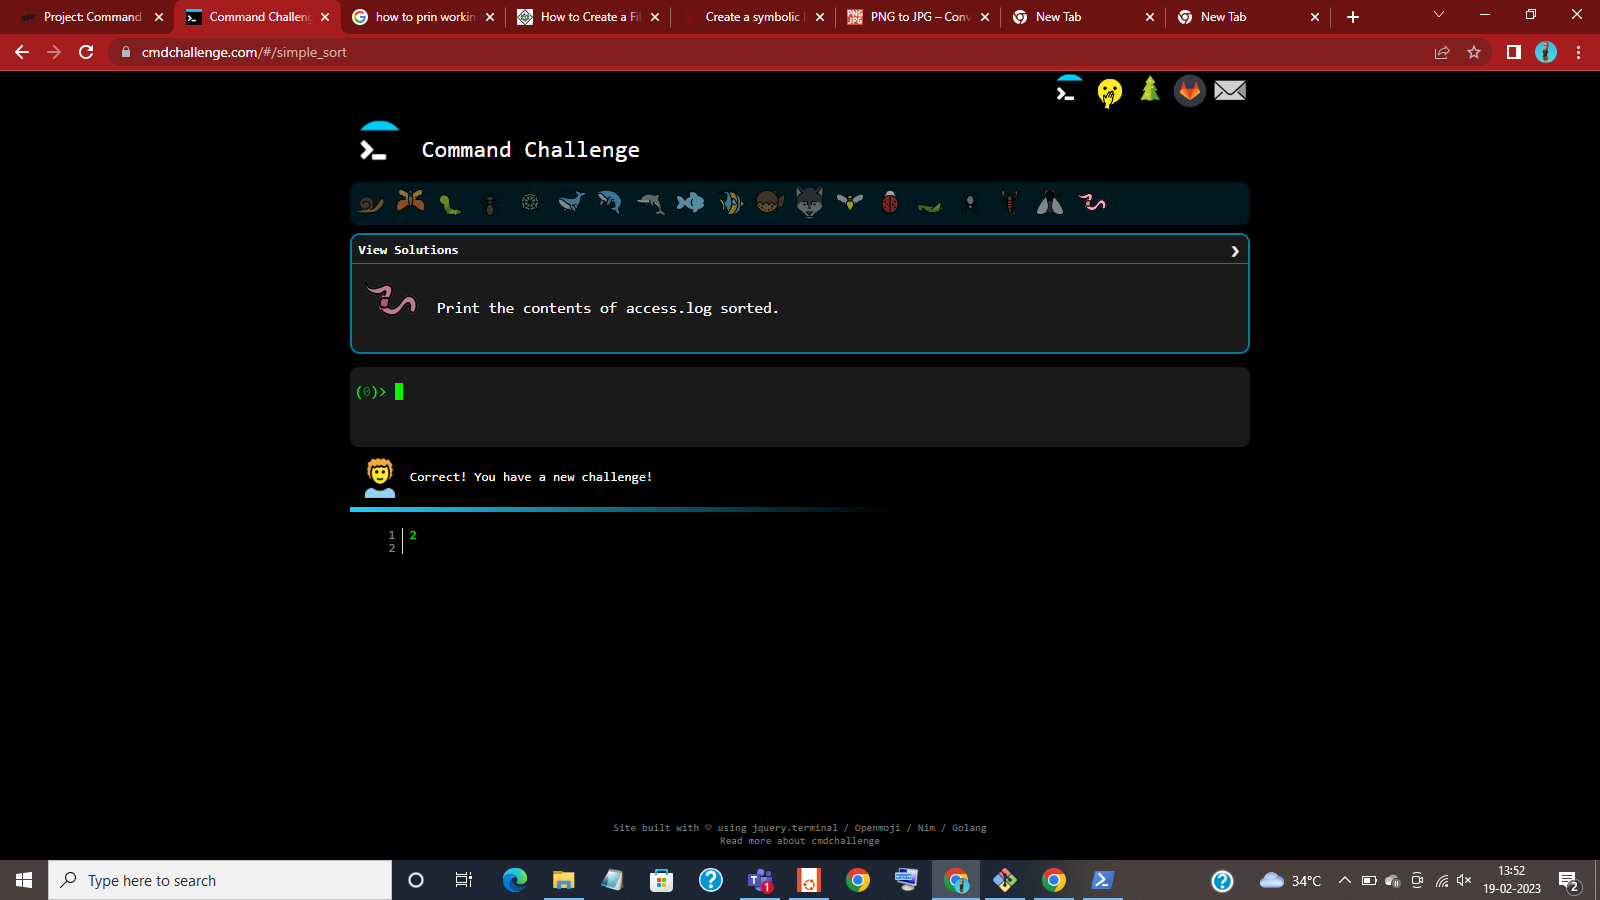 Project: Command
Command Challeng
how to prin workin
How to Create a Fil
Create a symbolic l
PNG to JPG – Conv
New Tab
New Tab
cmdchallenge.com/#/simple_sort
Command Challenge
View Solutions
Print the contents of access.log sorted.
(0)>
Correct! You have a new challenge!
1 2
2
Site built with ♡ using jquery.terminal / Openmoji / Nim / Golang
Read more about cmdchallenge
Type here to search
1
34°C
13:52
19-02-2023
2